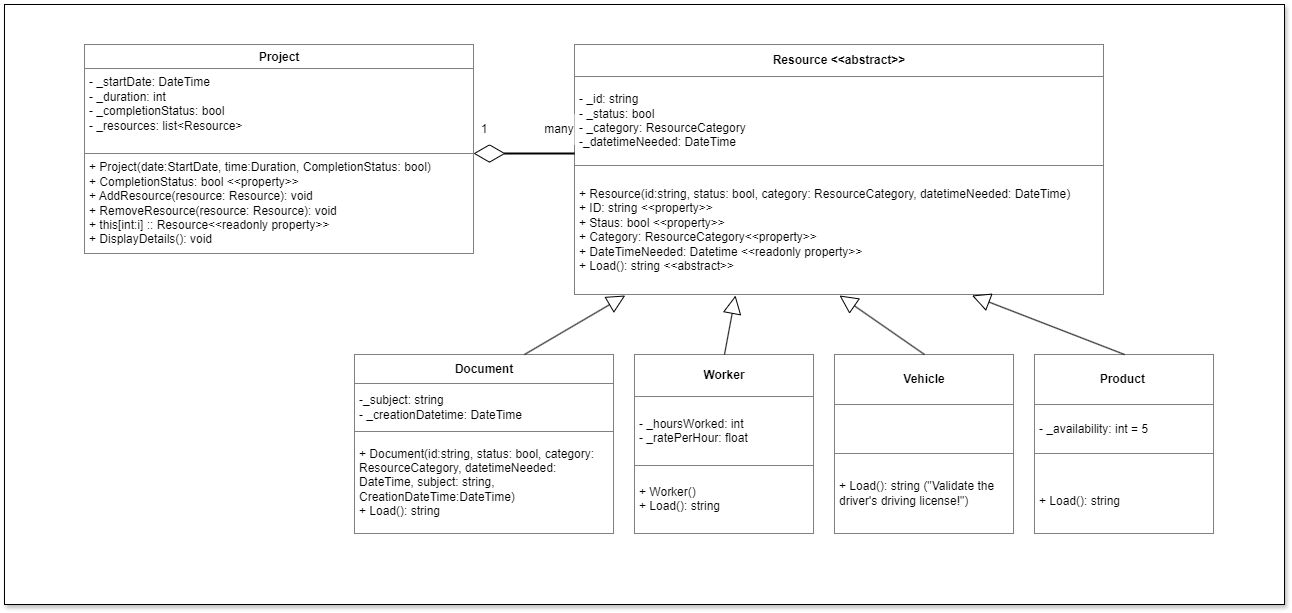 Project
- _startDate: DateTime
- _duration: int
- _completionStatus: bool
- _resources: list<Resource>
+ Project(date:StartDate, time:Duration, CompletionStatus: bool)
+ CompletionStatus: bool <<property>>
+ AddResource(resource: Resource): void
+ RemoveResource(resource: Resource): void
+ this[int:i] :: Resource<<readonly property>>
+ DisplayDetails(): void
1
many
Resource <<abstract>>
- _id: string
- _status: bool
- _category: ResourceCategory
-_datetimeNeeded: DateTime
+ Resource(id:string, status: bool, category: ResourceCategory, datetimeNeeded: DateTime)
+ ID: string <<property>>
+ Staus: bool <<property>>
+ Category: ResourceCategory<<property>>
+ DateTimeNeeded: Datetime <<readonly property>>
+ Load(): string <<abstract>>
Document
-_subject: string
- _creationDatetime: DateTime
+ Document(id:string, status: bool, category:
ResourceCategory, datetimeNeeded:
DateTime, subject: string,
CreationDateTime:DateTime)
+ Load(): string
Worker
- _hoursWorked: int
- _ratePerHour: float
+ Worker()
+ Load(): string
Vehicle
+ Load(): string ("Validate the
driver's driving license!")
Product
- _availability: int = 5
+ Load(): string